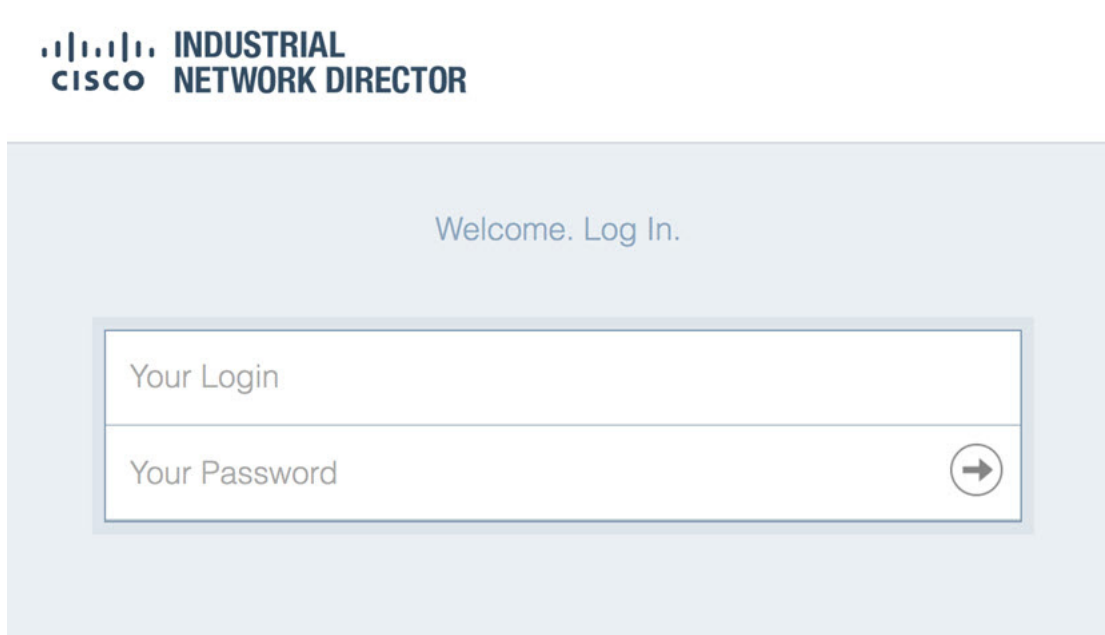 INDUSTRIAL
CISCO NETWORK DIRECTOR
Welcome. Log In.
Your Login
Your Password